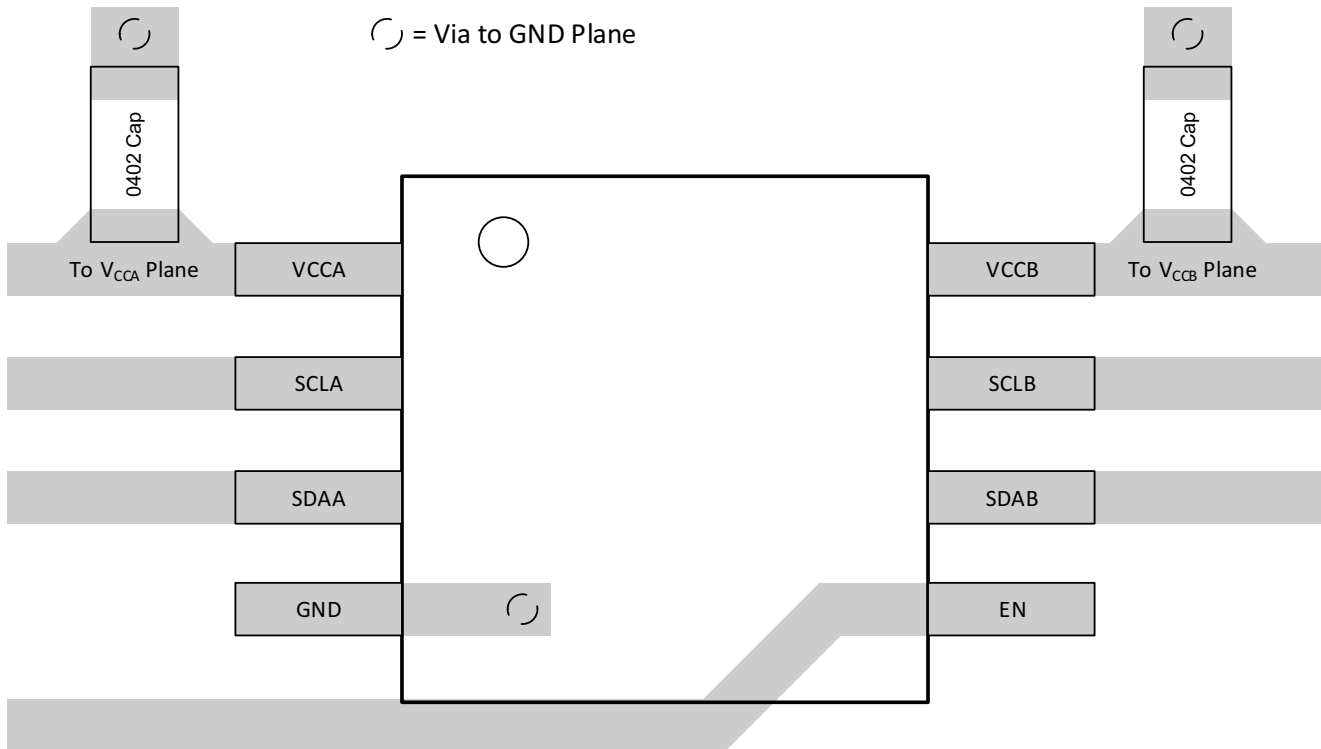 = Via to GND Plane
0402 Cap
0402 Cap
To VCCA Plane
VCCA
VCCB
To VCCB Plane
SCLA
SCLB
SDAA
SDAB
GND
EN